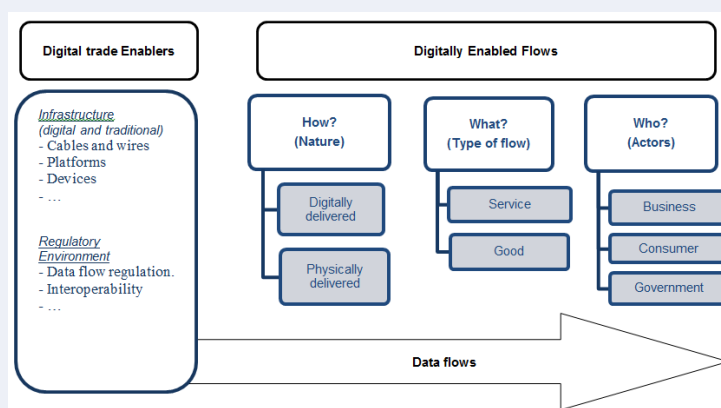 Digital trade Enablers
Digitally Enabled Flows
Infrastructure
(digital and traditional)
- Cables and wires
- Platforms
- Devices
- …
Regulatory
Environment
- Data flow regulation.
- Interoperability
- …
How?
(Nature)
Digitally
delivered
Physically
delivered
What?
(Type of flow)
Service
Good
Who?
(Actors)
Business
Consumer
Government
Data flows